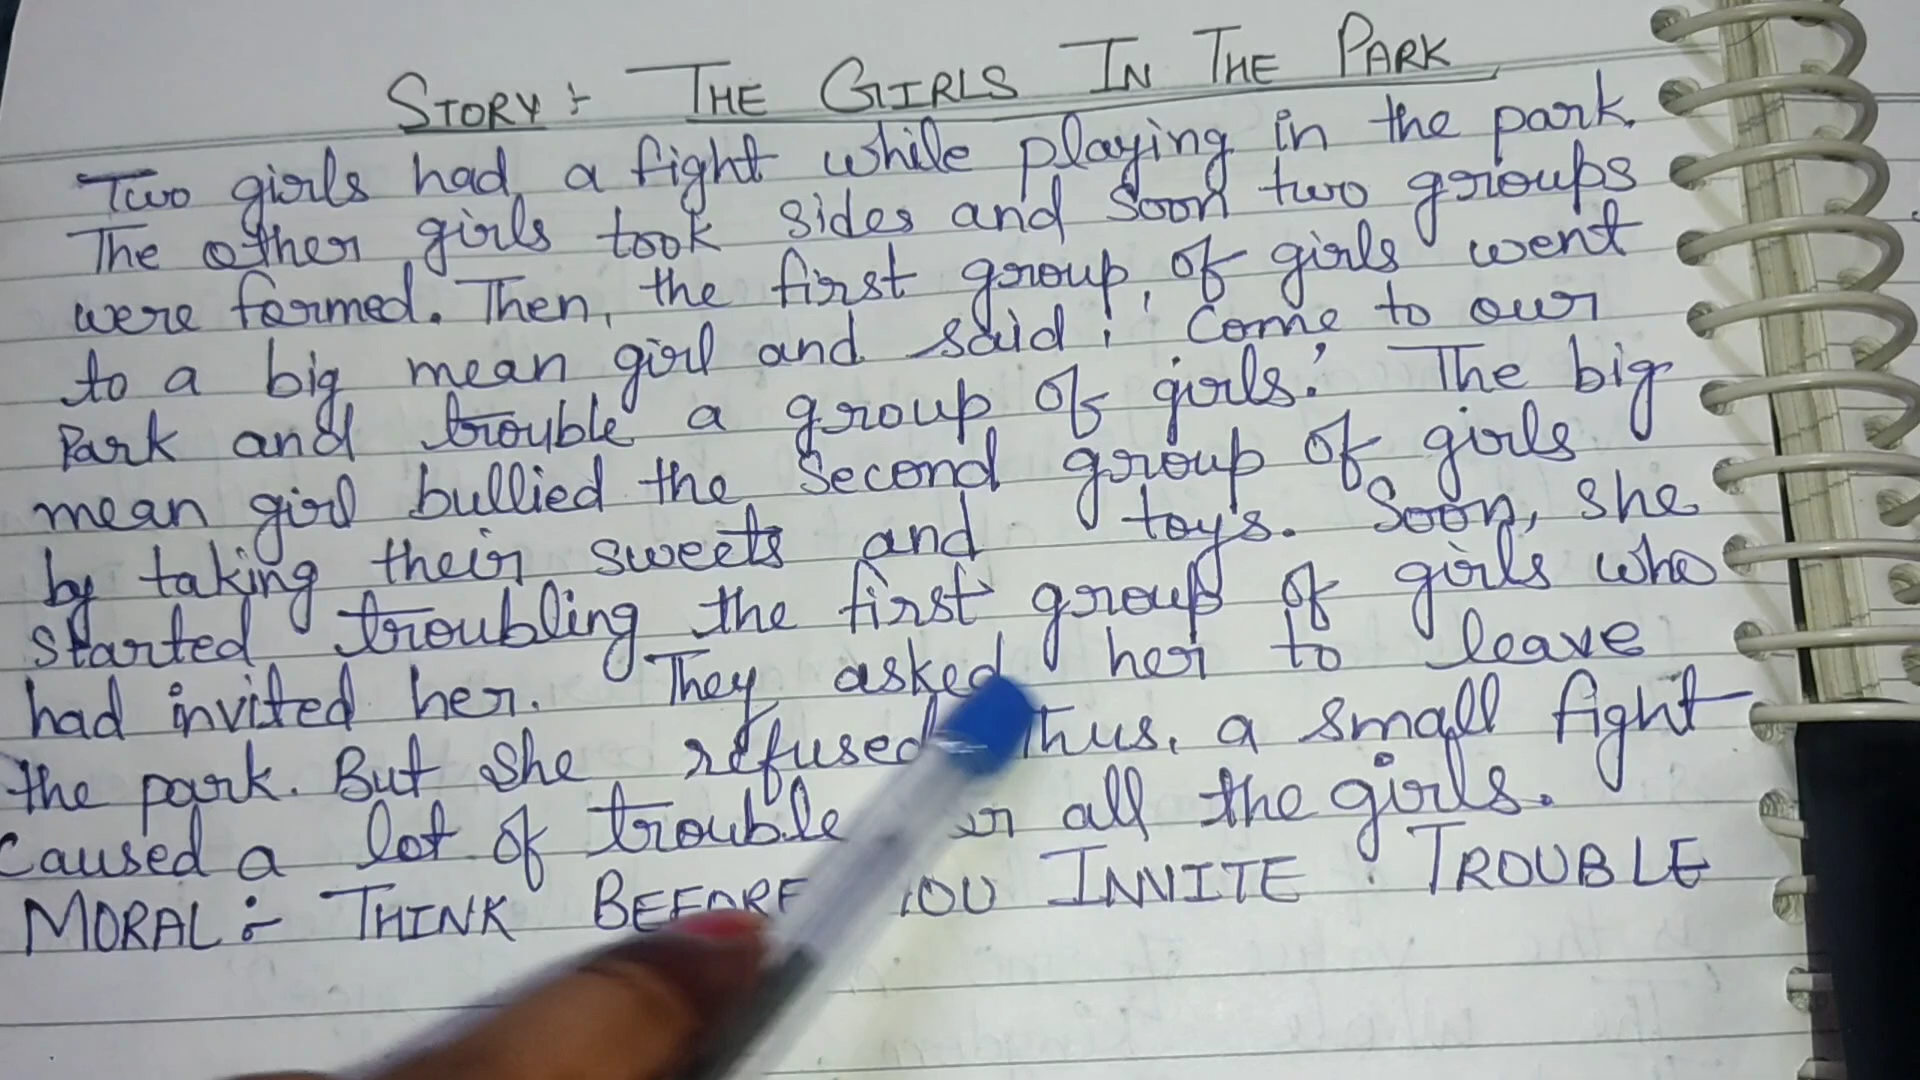 STORY :- THE GIRLS IN THE PARK
Two girls had a fight while playing in the park.
The other girls took sides and soon two groups
were formed. Then, the first group of girls went
to a big mean girl and said: 'Come to our
Park and trouble a group of girls.' The big
mean girl bullied the second group of girls
by taking their sweets and toys. Soon, she
started troubling the first group of girls who
had invited her. They asked her to leave
the park. But she refused Thus, a small fight
caused a lot of trouble all the girls.
MORAL :- THINK BEFORE YOU INVITE TROUBLE